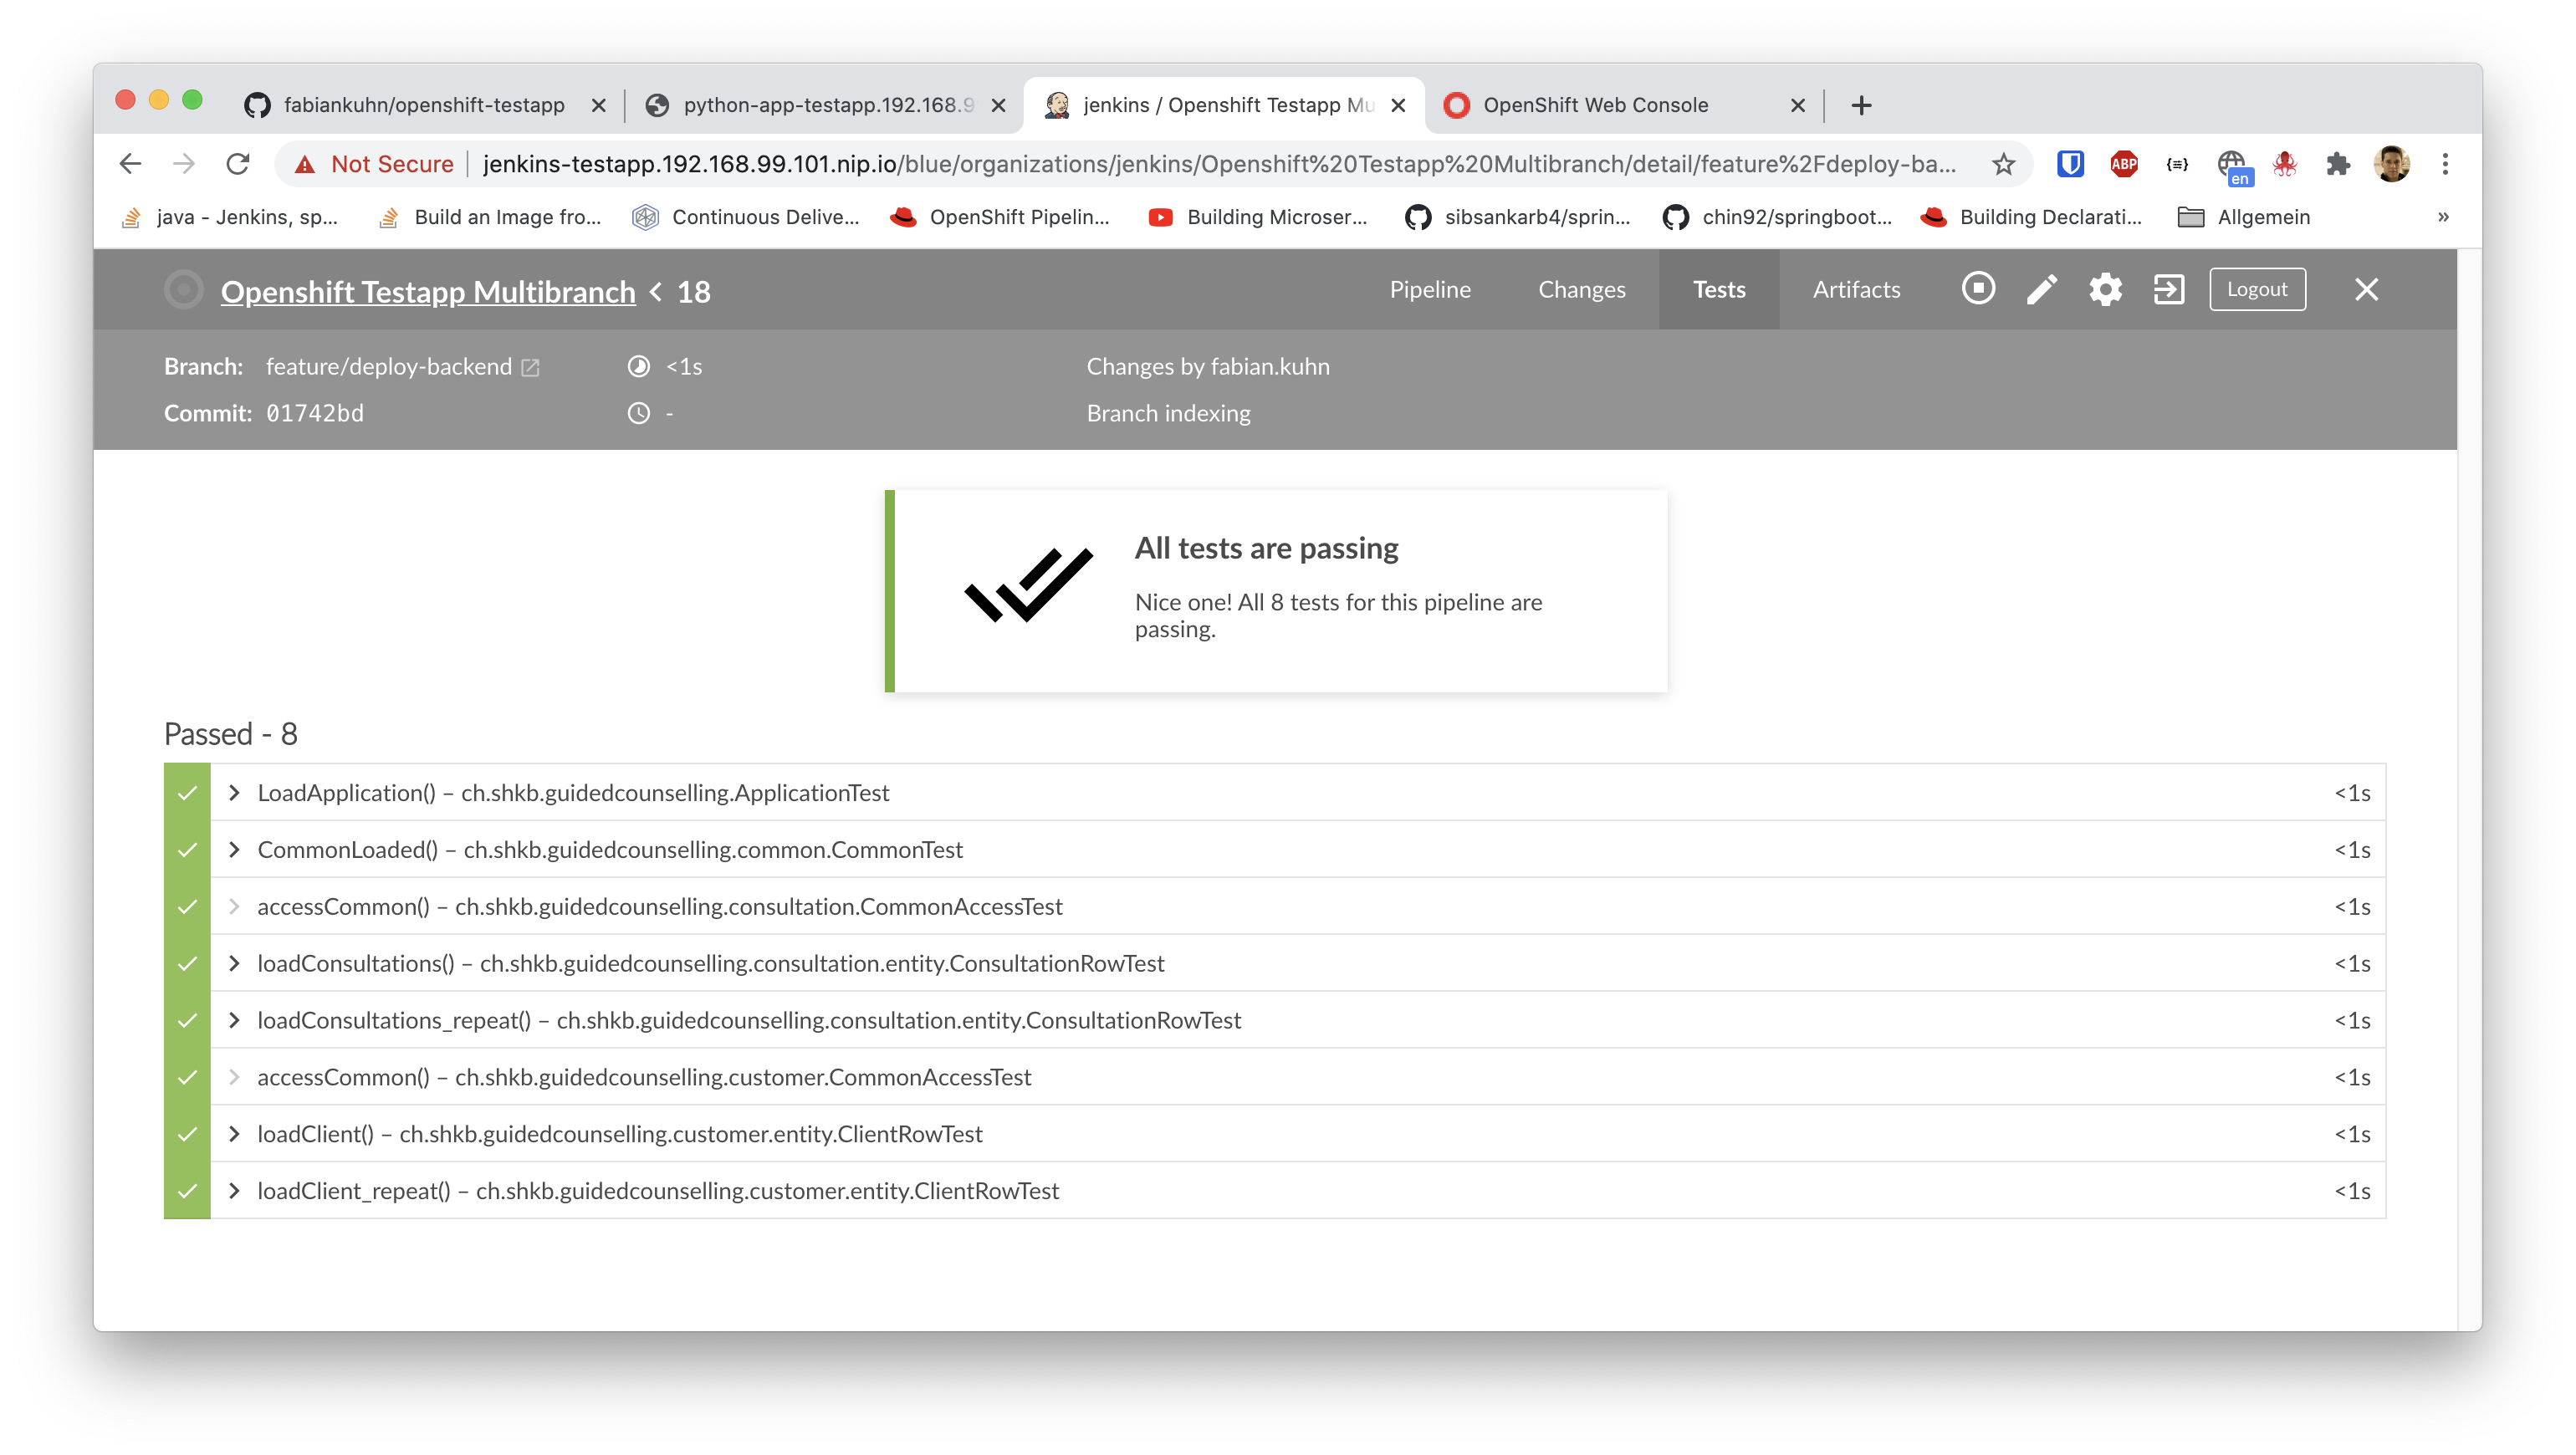 fabiankuhn/openshift-testapp
python-app-testapp.192.168.9
jenkins / Openshift Testapp Mu
OpenShift Web Console
Not Secure jenkins-testapp.192.168.99.101.nip.io/blue/organizations/jenkins/Openshift%20Testapp%20Multibranch/detail/feature%2Fdeploy-ba...
ABP
en
java - Jenkins, sp...
Build an Image fro...
Continuous Delive...
OpenShift Pipelin...
Building Microser...
sibsankarb4/sprin...
chin92/springboot...
Building Declarati...
Allgemein
»
Openshift Testapp Multibranch < 18
Pipeline
Changes
Tests
Artifacts
Logout
Branch: feature/deploy-backend
<1s
Changes by fabian.kuhn
Commit: 01742bd
-
Branch indexing
All tests are passing
Nice one! All 8 tests for this pipeline are
passing.
Passed - 8
LoadApplication() – ch.shkb.guidedcounselling.ApplicationTest <1s
CommonLoaded() – ch.shkb.guidedcounselling.common.CommonTest <1s
accessCommon() – ch.shkb.guidedcounselling.consultation.CommonAccessTest <1s
loadConsultations() – ch.shkb.guidedcounselling.consultation.entity.ConsultationRowTest <1s
loadConsultations_repeat() – ch.shkb.guidedcounselling.consultation.entity.ConsultationRowTest <1s
accessCommon() – ch.shkb.guidedcounselling.customer.CommonAccessTest <1s
loadClient() – ch.shkb.guidedcounselling.customer.entity.ClientRowTest <1s
loadClient_repeat() – ch.shkb.guidedcounselling.customer.entity.ClientRowTest <1s